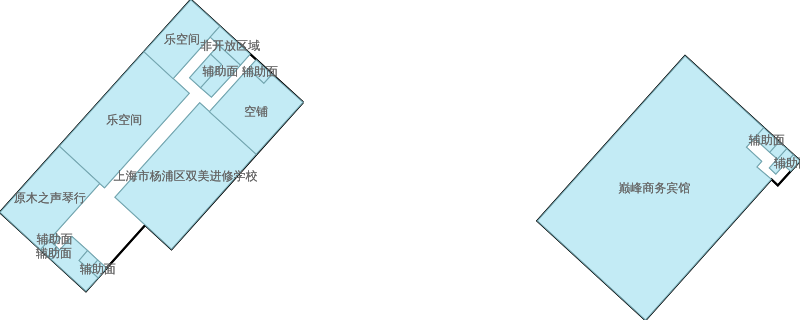 乐空间
非开放区域
辅助面
辅助面
空铺
乐空间
上海市杨浦区双美进修学校
原木之声琴行
辅助面
辅助面
辅助面
辅助面
辅助
巅峰商务宾馆